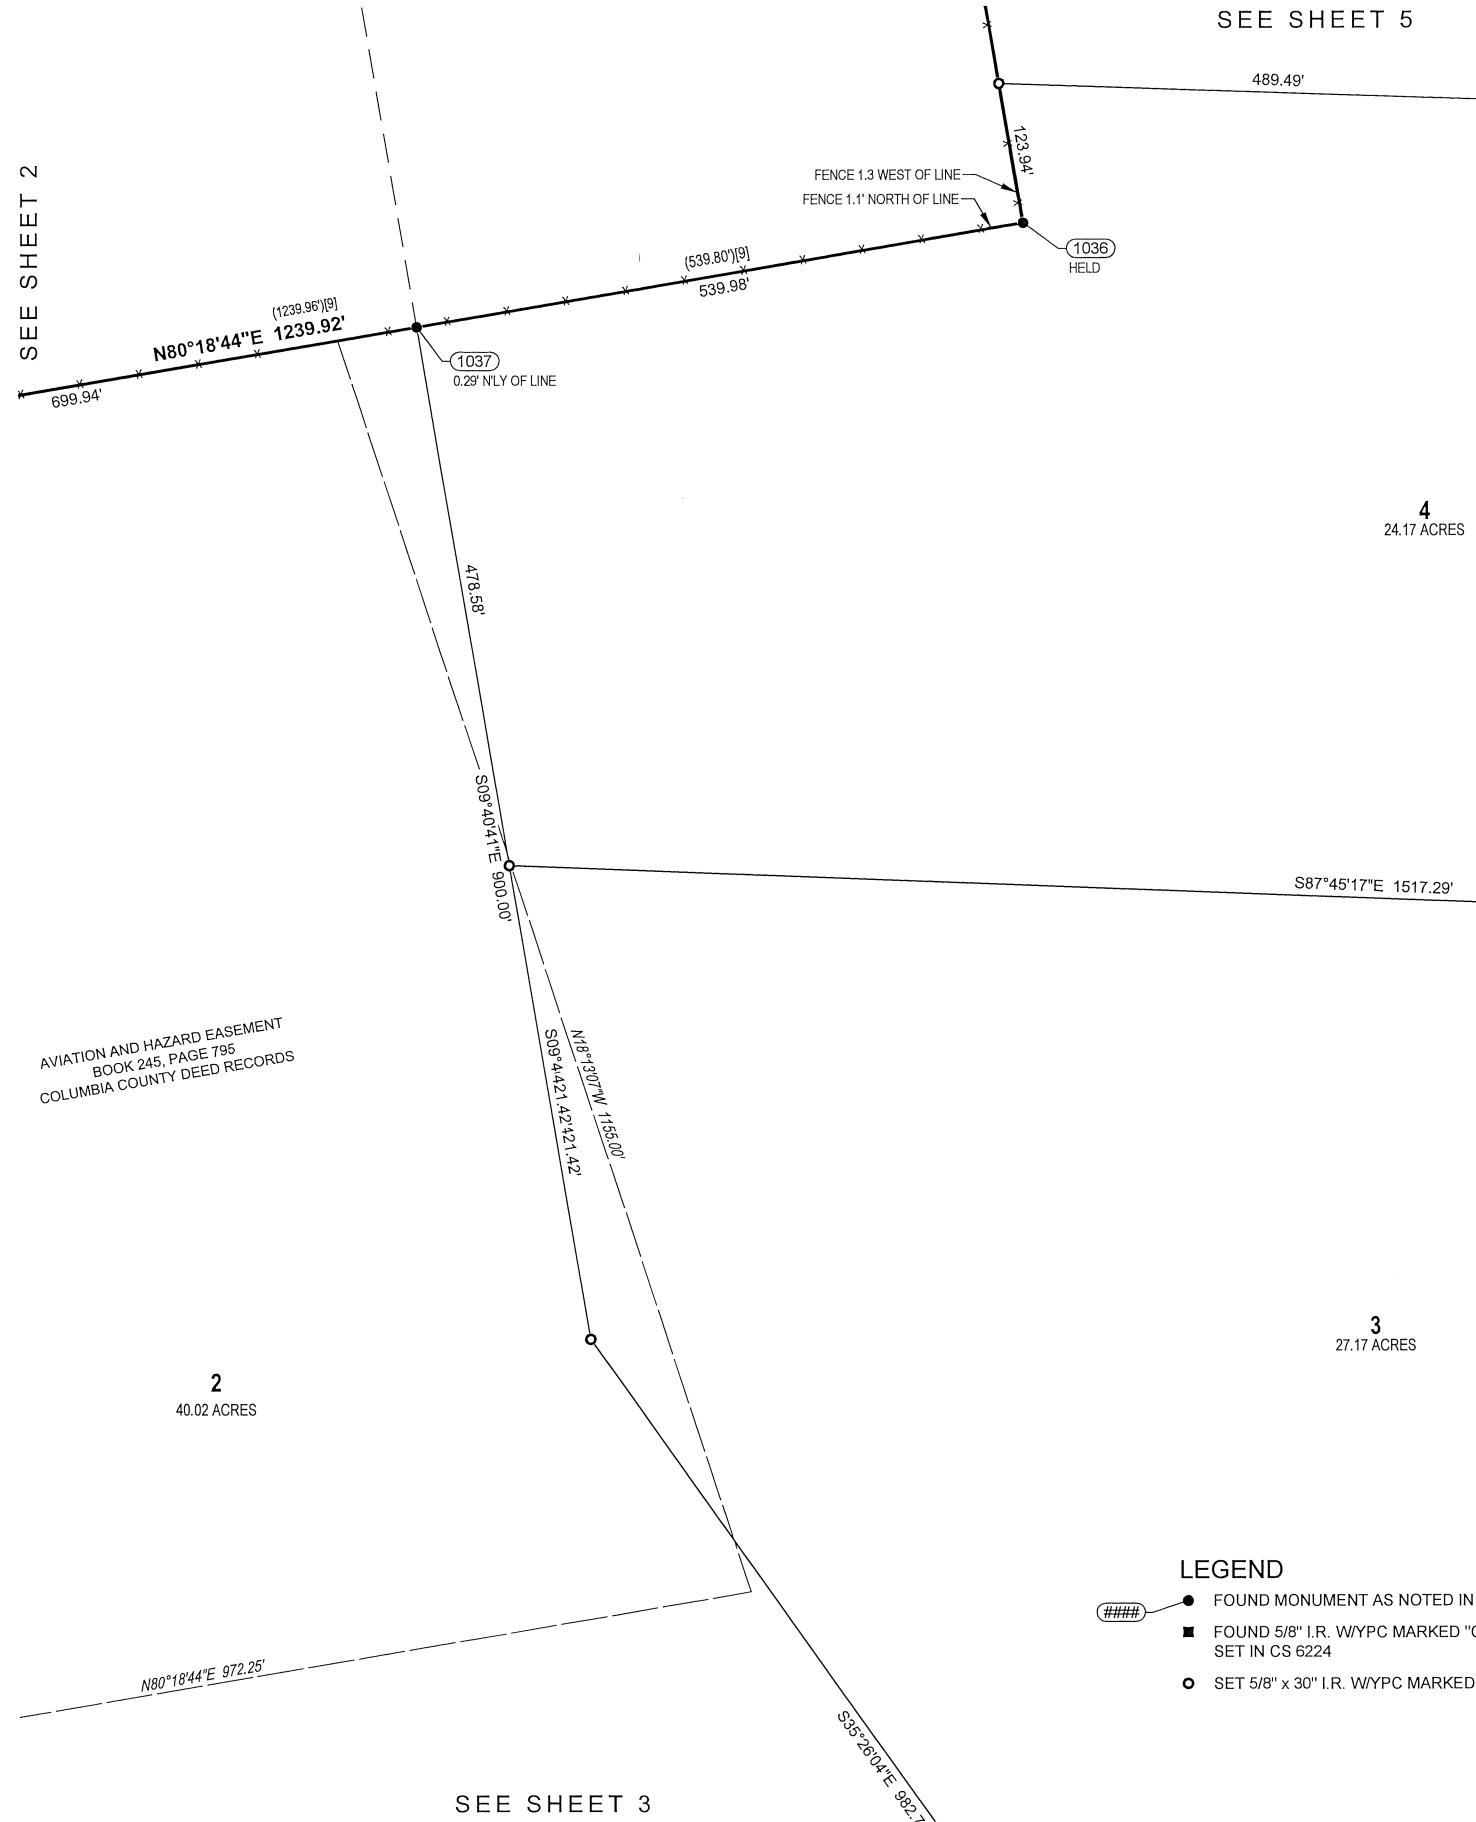 SEE SHEET 5
489.49'
SEE SHEET 2
123.94'
FENCE 1.3 WEST OF LINE
FENCE 1.1' NORTH OF LINE
1036
HELD
(539.80')[9]
539.98'
(1239.96')[9]
N80°18'44"E 1239.92'
699.94'
1037
0.29' N'LY OF LINE
4
24.17 ACRES
478.58'
S09°40'41"E 900.00'
S87°45'17"E 1517.29'
AVIATION AND HAZARD EASEMENT
BOOK 245, PAGE 795
COLUMBIA COUNTY DEED RECORDS
N18°13'07"W 1155.00'
421.42'
3
27.17 ACRES
2
40.02 ACRES
LEGEND
#### FOUND MONUMENT AS NOTED IN
FOUND 5/8" I.R. W/YPC MARKED
SET IN CS 6224
SET 5/8" x 30" I.R. W/YPC MARKED
N80°18'44"E 972.25'
S35°26'04"E 982.7
SEE SHEET 3